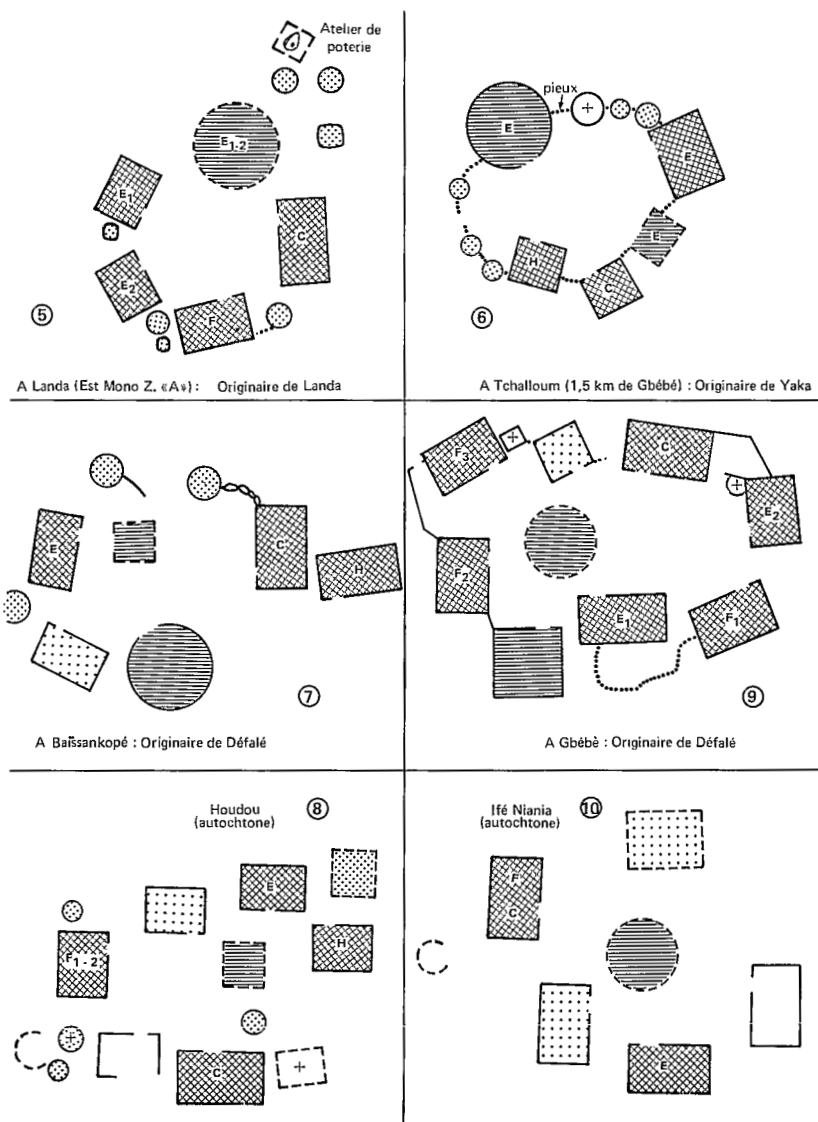 Atelier de
poterie
E1-2
E1
C
E2
F
⑤
A Landa (Est Mono Z. «A») : Originaire de Landa
pieux
E
E
E
H
C
⑥
A Tchalloum (1,5 km de Gbébé) : Originaire de Yaka
E
C
H
⑦
A Baïssankopé : Originaire de Défalé
F3
C
E2
F2
E1
F1
⑨
A Gbébè : Originaire de Défalé
Houdou
(autochtone)
⑧
E
F1-2
H
C
Ifé Niania
(autochtone)
⑩
F
C
E